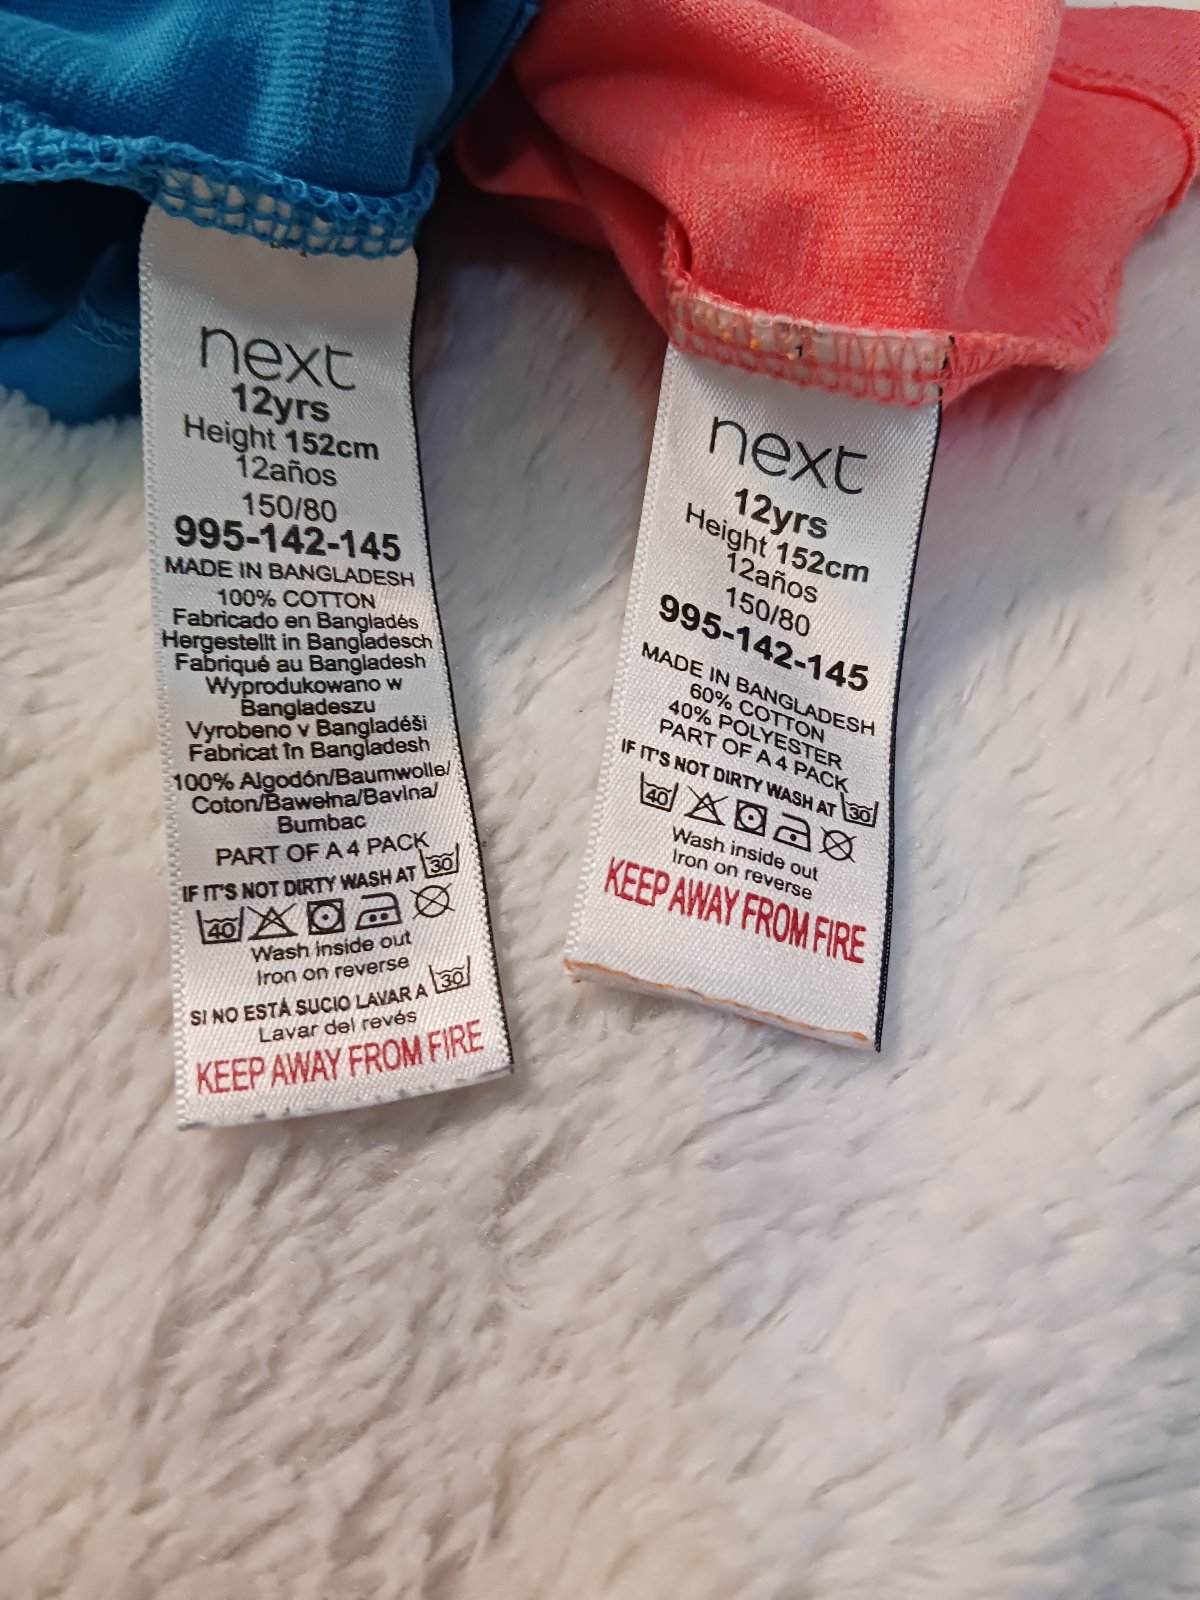 next
12yrs
Height 152cm
12años
150/80
995-142-145
MADE IN BANGLADESH
100% COTTON
Fabricado en Bangladés
Hergestellt in Bangladesch
Fabriqué au Bangladesh
Wyprodukowano w
Bangladeszu
Vyrobeno v Bangladéši
Fabricat în Bangladesh
100% Algodón/Baumwolle/
Coton/Bawełna/Bavlna/
Bumbac
PART OF A 4 PACK
IF IT'S NOT DIRTY WASH AT 30
40
Wash inside out
Iron on reverse
SI NO ESTÁ SUCIO LAVAR A 30
Lavar del revés
KEEP AWAY FROM FIRE
next
12yrs
Height 152cm
12años
150/80
995-142-145
MADE IN BANGLADESH
60% COTTON
40% POLYESTER
PART OF A 4 PACK
IF IT'S NOT DIRTY WASH AT 30
40
Wash inside out
Iron on reverse
KEEP AWAY FROM FIRE